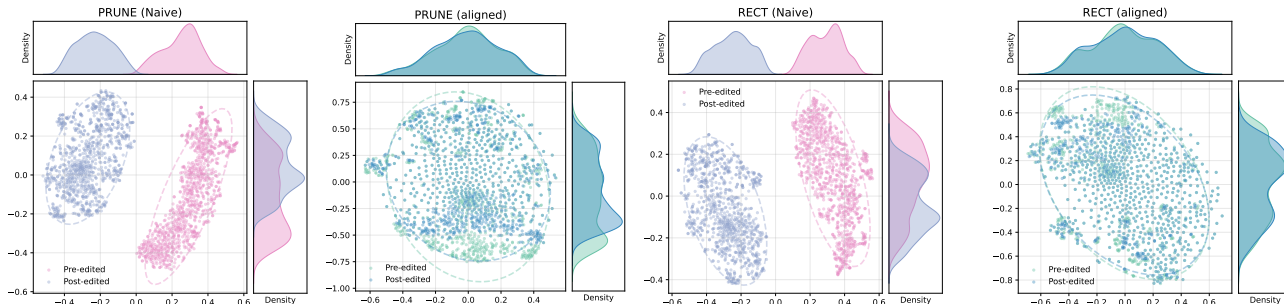 PRUNE (Naive)
Density
0.4
0.2
0.0
−0.2
−0.4
−0.6
Pre-edited
Post-edited
−0.4 −0.2 0.0 0.2 0.4 0.6
Density
PRUNE (aligned)
Density
0.75
0.50
0.25
0.00
−0.25
−0.50
−0.75
−1.00
Pre-edited
Post-edited
−0.6 −0.4 −0.2 0.0 0.2 0.4
Density
RECT (Naive)
Density
Pre-edited
Post-edited
0.4
0.2
0.0
−0.2
−0.4
−0.6 −0.4 −0.2 0.0 0.2 0.4 0.6
Density
RECT (aligned)
Density
0.8
0.6
0.4
0.2
0.0
−0.2
−0.4
−0.6
−0.8
Pre-edited
Post-edited
−0.6 −0.4 −0.2 0.0 0.2 0.4 0.6
Density